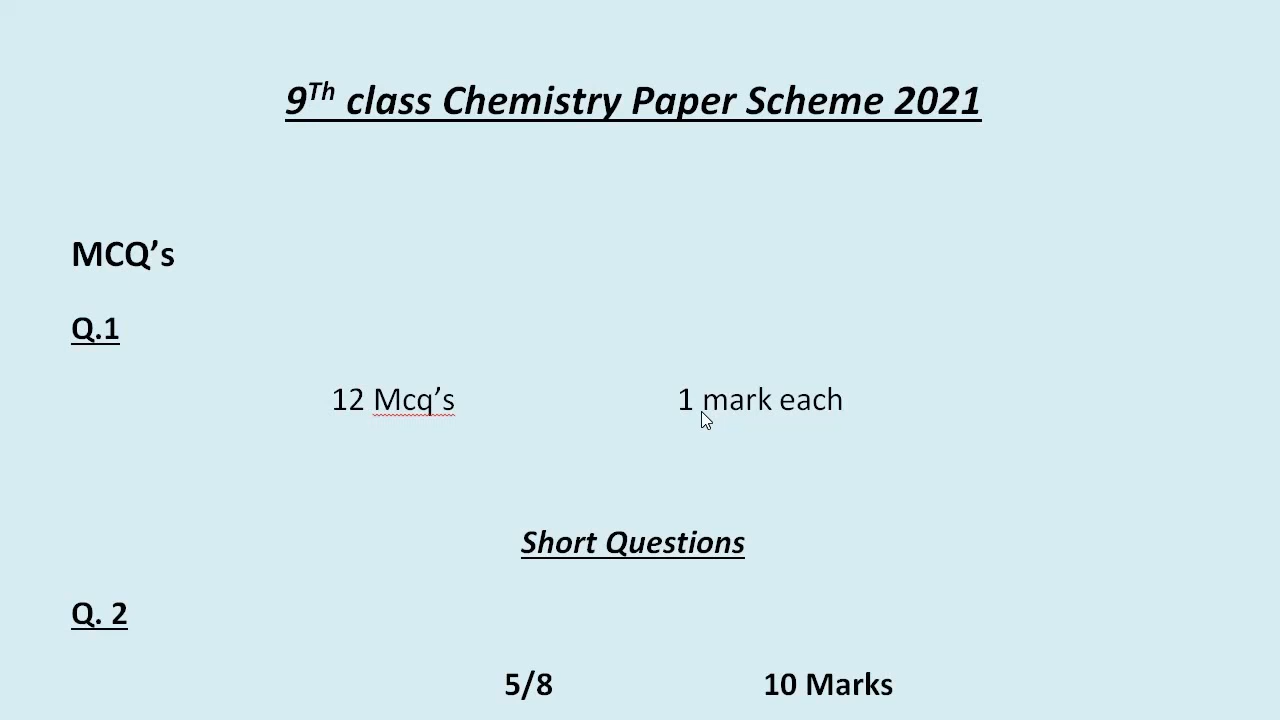 9Th class Chemistry Paper Scheme 2021
MCQ’s
Q.1
12 Mcq’s 1 mark each
Short Questions
Q. 2
5/8 10 Marks